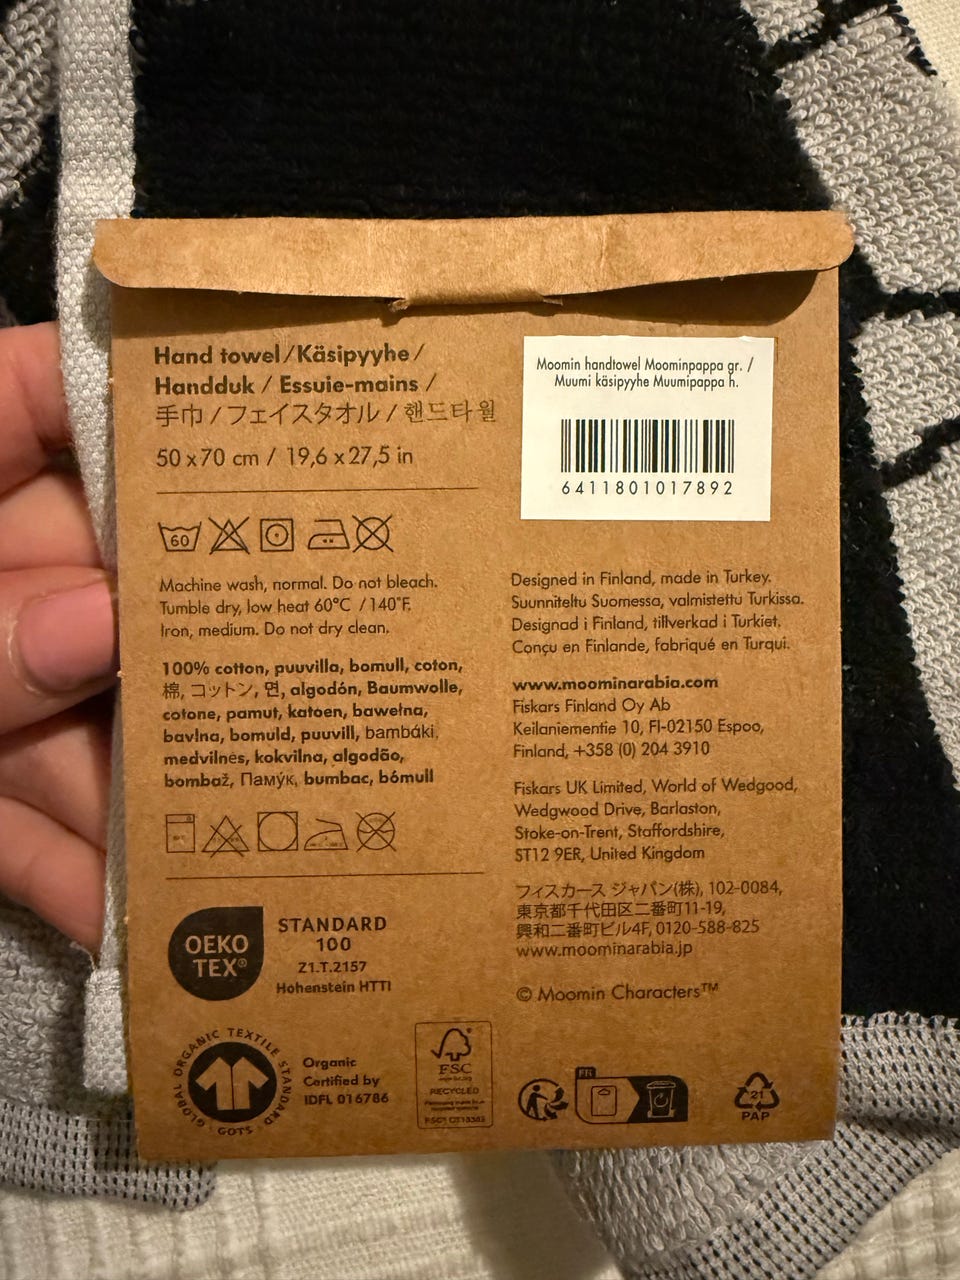 Hand towel/Käsipyyhe/
Handduk / Essuie-mains /
手巾 / フェイスタオル / 핸드타월
50 x 70 cm / 19,6 x 27,5 in
60
Machine wash, normal. Do not bleach.
Tumble dry, low heat 60°C / 140°F.
Iron, medium. Do not dry clean.
100% cotton, puuvilla, bomull, coton,
棉, コットン, 면, algodón, Baumwolle,
cotone, pamut, katoen, bawełna,
bavlna, bomuld, puuvill, bambáki,
medvilnės, kokvilna, algodão,
bombaž, Памýк, bumbac, bómull
OEKO
TEX®
STANDARD
100
Z1.T.2157
Hohenstein HTTI
GLOBAL ORGANIC TEXTILE STANDARD
GOTS
Organic
Certified by
IDFL 016786
Moomin handtowel Moominpappa gr. /
Muumi käsipyyhe Muumipappa h.
6411801017892
Designed in Finland, made in Turkey.
Suunniteltu Suomessa, valmistettu Turkissa.
Designad i Finland, tillverkad i Turkiet.
Conçu en Finlande, fabriqué en Turqui.
www.moominarabia.com
Fiskars Finland Oy Ab
Keilaniementie 10, FI-02150 Espoo,
Finland, +358 (0) 204 3910
Fiskars UK Limited, World of Wedgood,
Wedgwood Drive, Barlaston,
Stoke-on-Trent, Staffordshire,
ST12 9ER, United Kingdom
フィスカース ジャパン(株), 102-0084,
東京都千代田区二番町11-19,
興和二番町ビル4F, 0120-588-825
www.moominarabia.jp
© Moomin Characters™
FSC
RECYCLED
FR
21
PAP